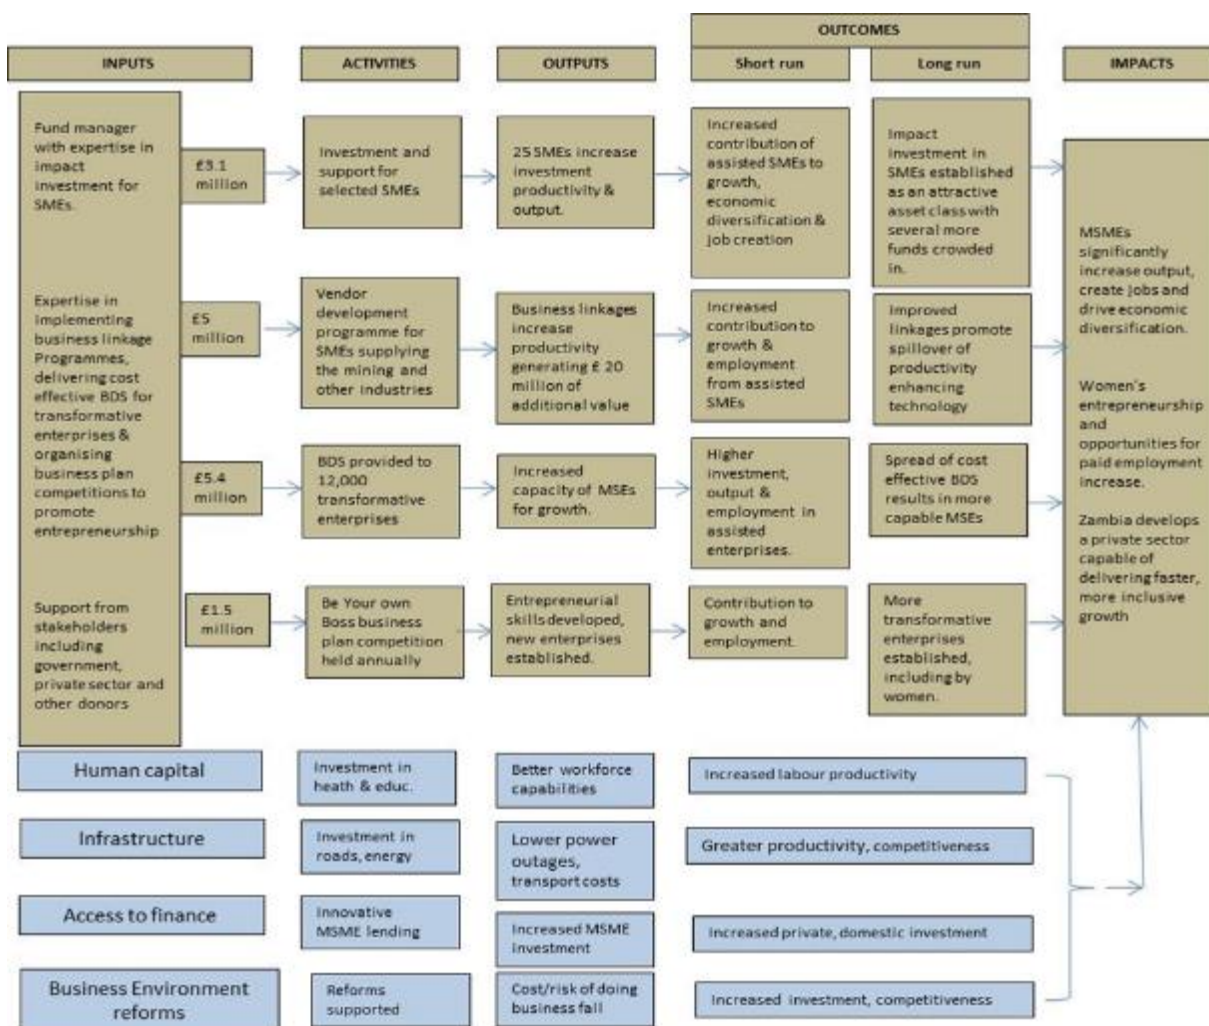 OUTCOMES
INPUTS
ACTIVITIES
OUTPUTS
Short run
Long run
IMPACTS
Fund manager
with expertise in
impact
investment for
SMEs.
Expertise in
implementing
business linkage
Programmes,
delivering cost
effective BDS for
transformative
enterprises &
organising
business plan
competitions to
promote
entrepreneurship
Support from
stakeholders
including
government,
private sector and
other donors
£3.1
million
Investment and
support for
selected SMEs
25 SMEs increase
investment
productivity &
output.
Increased
contribution of
assisted SMEs to
growth,
economic
diversification &
job creation
Impact
investment in
SMEs established
as an attractive
asset class with
several more
funds crowded
in.
£5
million
Vendor
development
programme for
SMEs supplying
the mining and
other industries
Business linkages
increase
productivity
generating £ 20
million of
additional value
Increased
contribution to
growth &
employment
from assisted
SMEs
Improved
linkages promote
spillover of
productivity
enhancing
technology
£5.4
million
BDS provided to
12,000
transformative
enterprises
Increased
capacity of MSEs
for growth.
Higher
investment,
output &
employment in
assisted
enterprises.
Spread of cost
effective BDS
results in more
capable MSEs
£1.5
million
Be Your own
Boss business
plan competition
held annually
Entrepreneurial
skills developed,
new enterprises
established.
Contribution to
growth and
employment.
More
transformative
enterprises
established,
including by
women.
MSMEs
significantly
increase output,
create jobs and
drive economic
diversification.
Women's
entrepreneurship
and
opportunities for
paid employment
increase.
Zambia develops
a private sector
capable of
delivering faster,
more inclusive
growth
Human capital
Investment in
heath & educ.
Better workforce
capabilities
Increased labour productivity
Infrastructure
Investment in
roads, energy
Lower power
outages,
transport costs
Greater productivity, competitiveness
Access to finance
Innovative
MSME lending
Increased MSME
Investment
Increased private, domestic investment
Business Environment
reforms
Reforms
supported
Cost/risk of doing
business fall
Increased investment, competitiveness